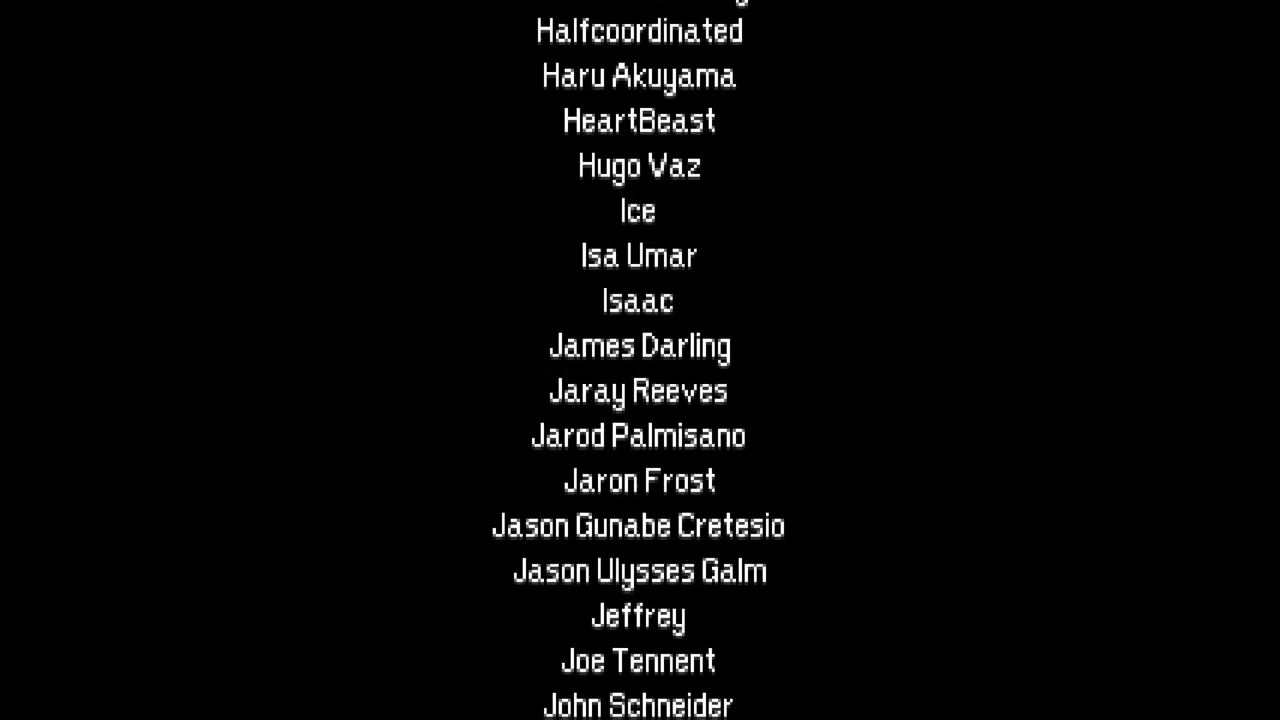 Halfcoordinated
Haru Akuyama
HeartBeast
Hugo Vaz
Ice
Isa Umar
Isaac
James Darling
Jaray Reeves
Jarod Palmisano
Jaron Frost
Jason Gunabe Cretesio
Jason Ulysses Galm
Jeffrey
Joe Tennent
John Schneider